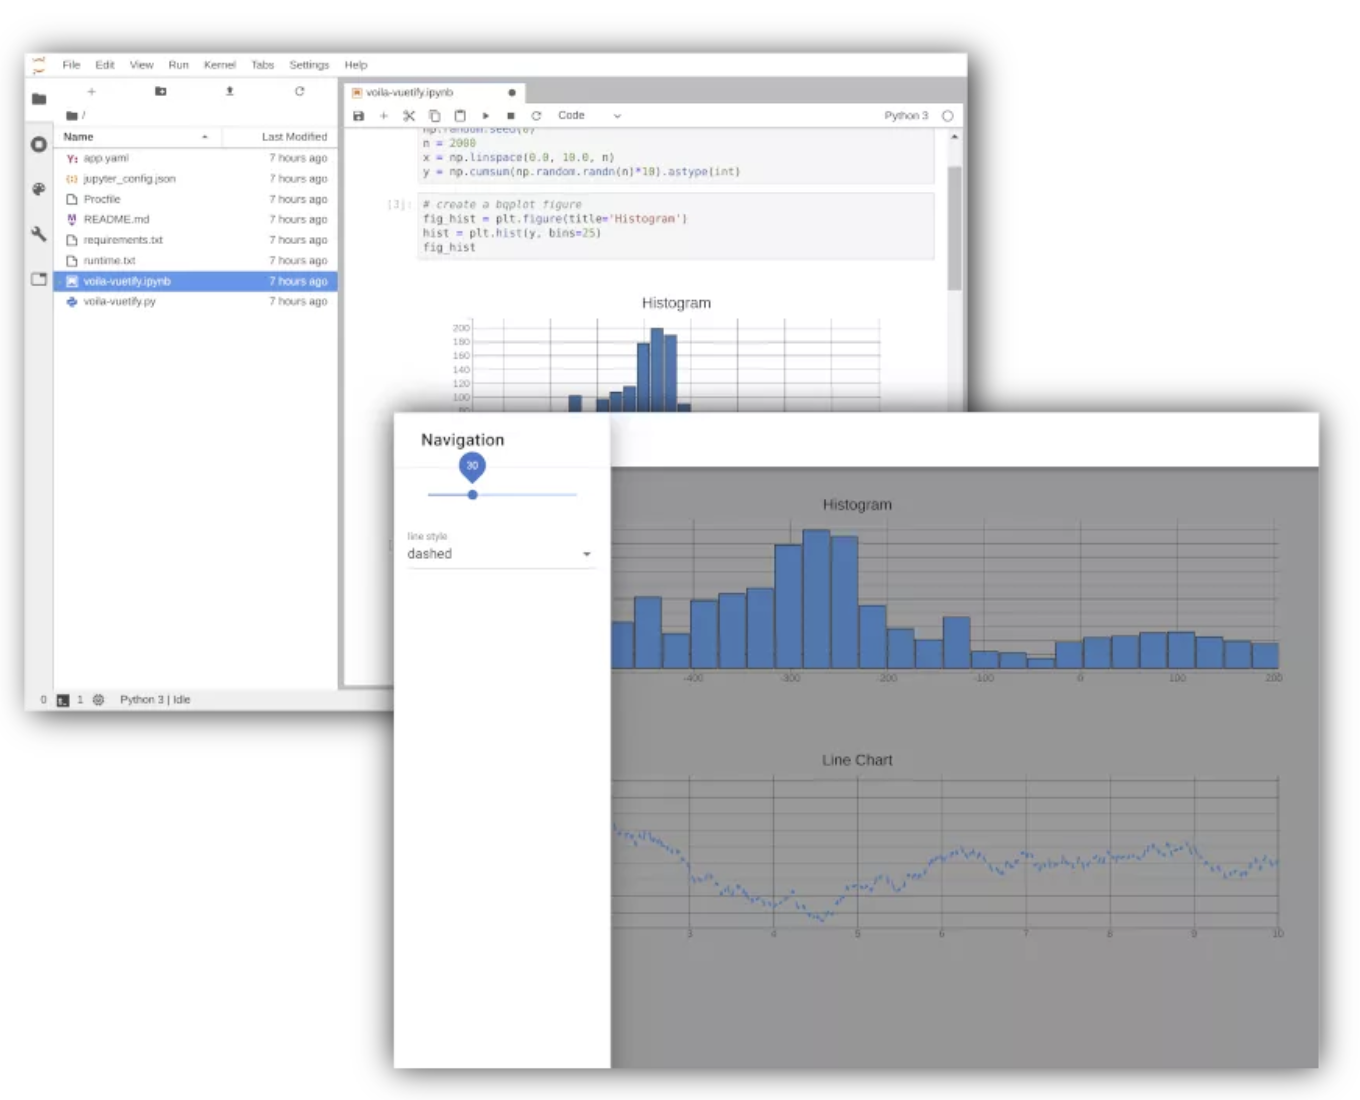 File Edit View Run Kernel Tabs Settings Help
/
Name Last Modified
app.yaml 7 hours ago
jupyter_config.json 7 hours ago
Procfile 7 hours ago
README.md 7 hours ago
requirements.txt 7 hours ago
runtime.txt 7 hours ago
voila-vuetify.ipynb 7 hours ago
voila-vuetify.py 7 hours ago
0 1 Python 3 | Idle
voila-vuetify.ipynb
Code Python 3
np.random.seed(0)
n = 2000
x = np.linspace(0.0, 10.0, n)
y = np.cumsum(np.random.randn(n)*10).astype(int)
[3]:
# create a bqplot figure
fig_hist = plt.figure(title='Histogram')
hist = plt.hist(y, bins=25)
fig_hist
Histogram
200
180
160
140
120
100
Navigation
30
line style
dashed
Histogram
-400 -300 -200 -100 0 100 200
Line Chart
3 4 5 6 7 8 9 10